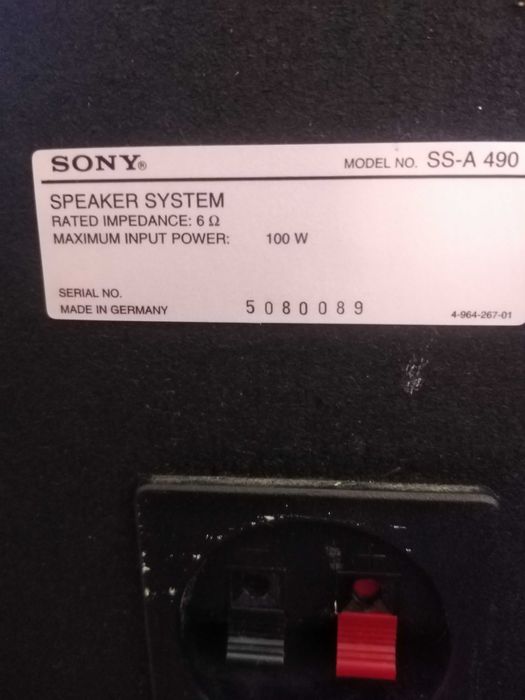 SONY®
MODEL NO. SS-A 490
SPEAKER SYSTEM
RATED IMPEDANCE: 6 Ω
MAXIMUM INPUT POWER: 100 W
SERIAL NO.
MADE IN GERMANY
5080089
4-964-267-01